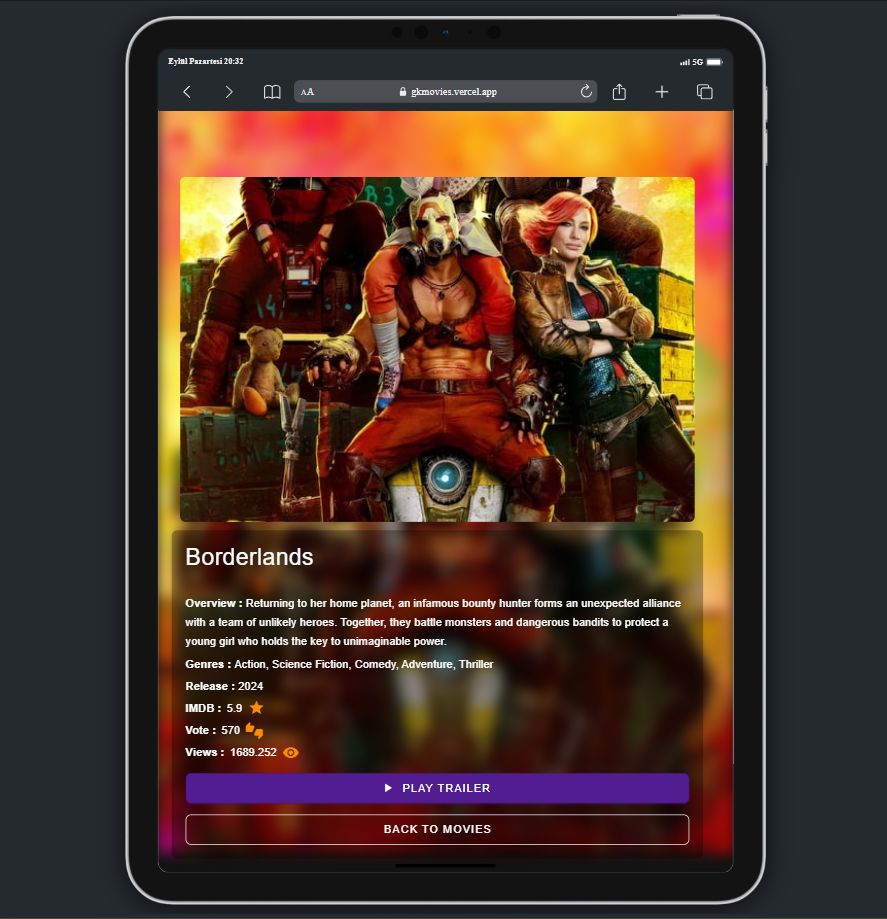 Eylül Pazartesi 20:32
5G
AA
gkmovies.vercel.app
B3
14
Borderlands
Overview : Returning to her home planet, an infamous bounty hunter forms an unexpected alliance
with a team of unlikely heroes. Together, they battle monsters and dangerous bandits to protect a
young girl who holds the key to unimaginable power.
Genres : Action, Science Fiction, Comedy, Adventure, Thriller
Release : 2024
IMDB : 5.9
Vote : 570
Views : 1689.252
PLAY TRAILER
BACK TO MOVIES